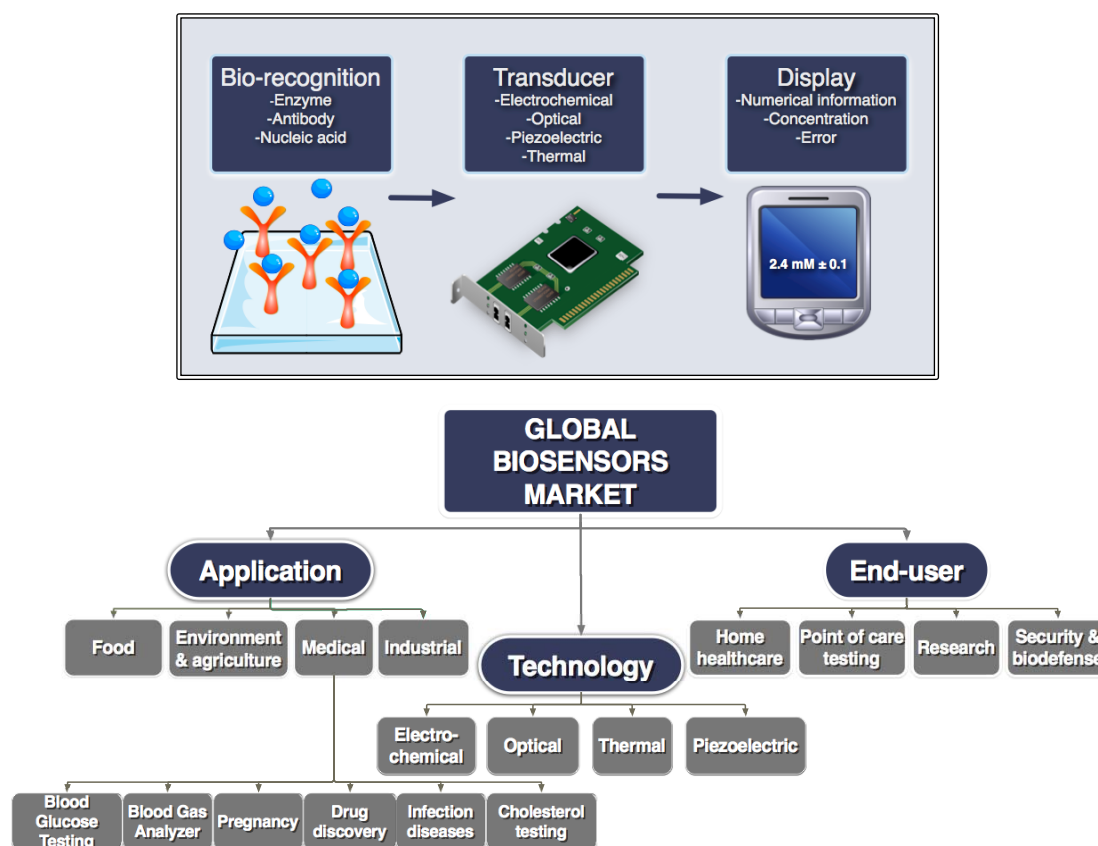 Bio-recognition
-Enzyme
-Antibody
-Nucleic acid
Transducer
-Electrochemical
-Optical
-Piezoelectric
-Thermal
Display
-Numerical information
-Concentration
-Error
2.4 mM ± 0.1
GLOBAL
BIOSENSORS
MARKET
Application
End-user
Food
Environment
& agriculture
Medical
Industrial
Home
healthcare
Point of care
testing
Research
Security &
biodefense
Technology
Electro-
chemical
Optical
Thermal
Piezoelectric
Blood
Glucose
Testing
Blood Gas
Analyzer
Pregnancy
Drug
discovery
Infection
diseases
Cholesterol
testing